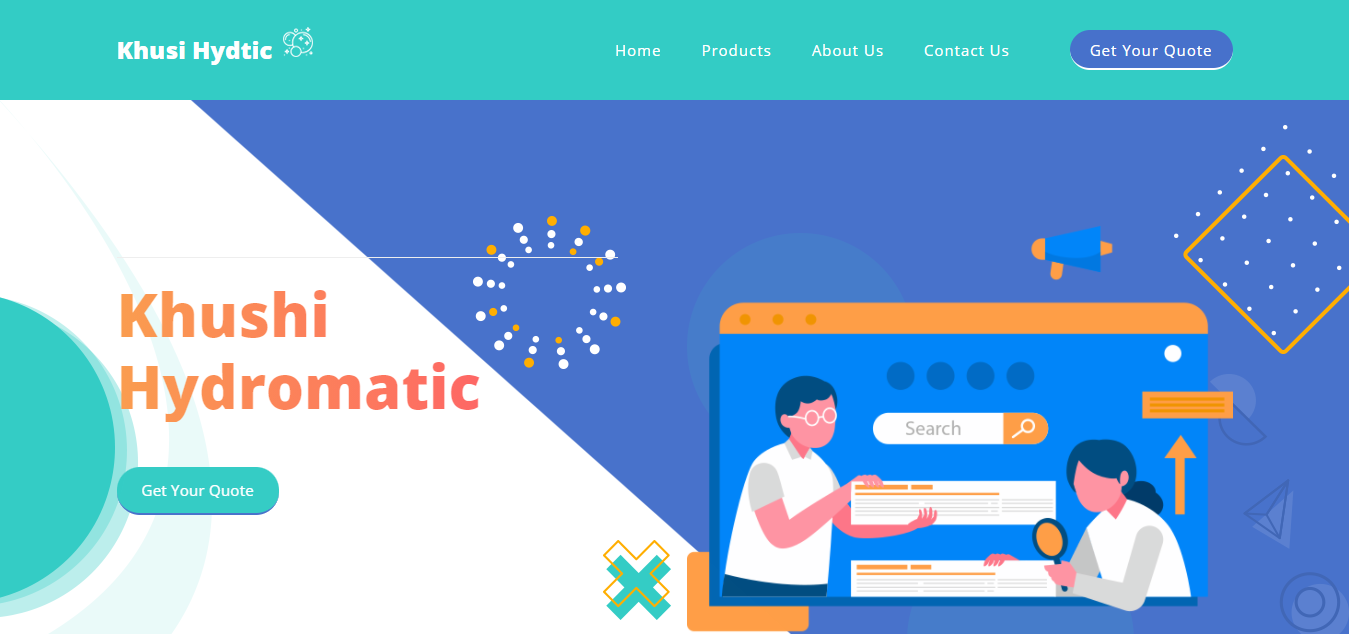 Khusi Hydtic
Home
Products
About Us
Contact Us
Get Your Quote
Khushi
Hydromatic
Get Your Quote
Search